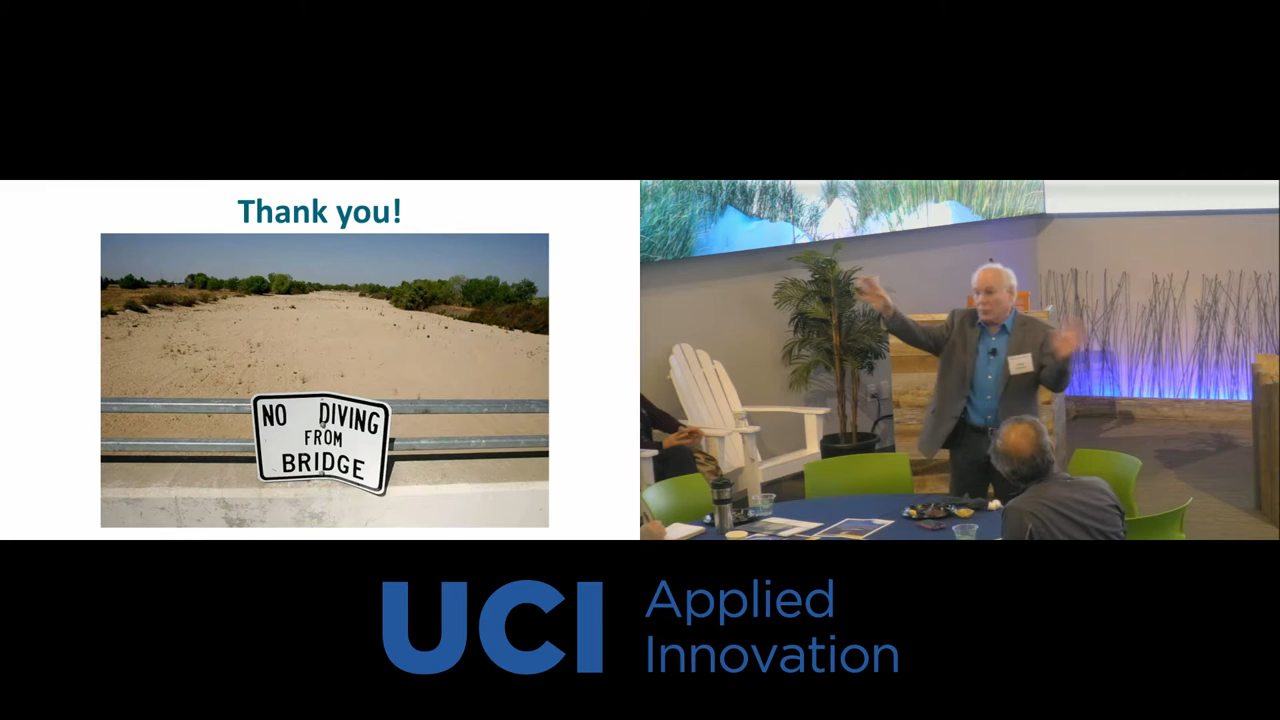 Thank you!
NO DIVING
FROM
BRIDGE
UCI
Applied
Innovation